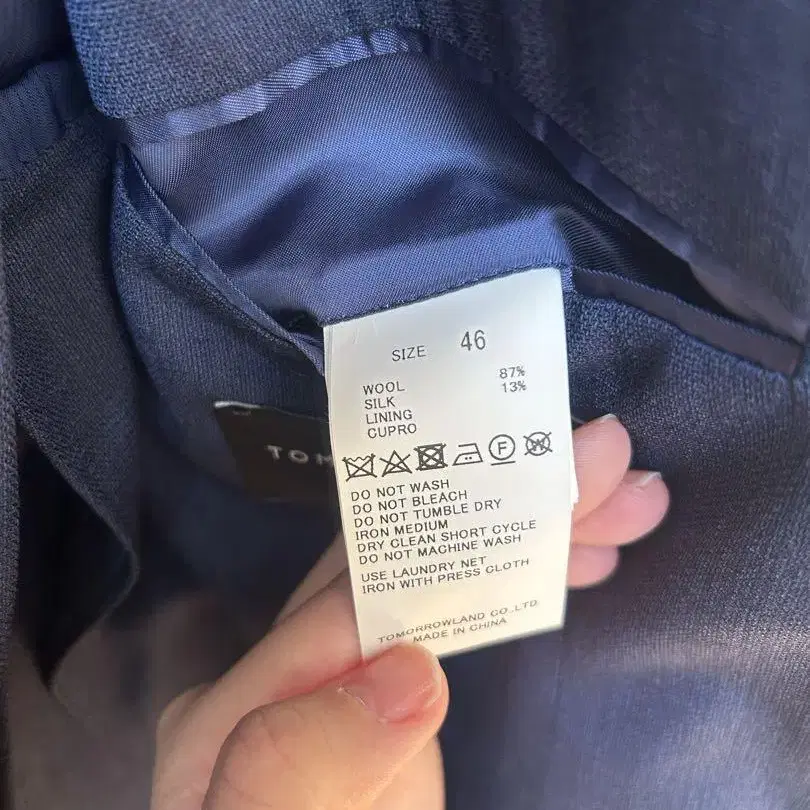 SIZE 46
WOOL 87%
SILK 13%
LINING
CUPRO
F W
DO NOT WASH
DO NOT BLEACH
DO NOT TUMBLE DRY
IRON MEDIUM
DRY CLEAN SHORT CYCLE
DO NOT MACHINE WASH
USE LAUNDRY NET
IRON WITH PRESS CLOTH
TOMORROWLAND CO.,LTD.
MADE IN CHINA
TOM